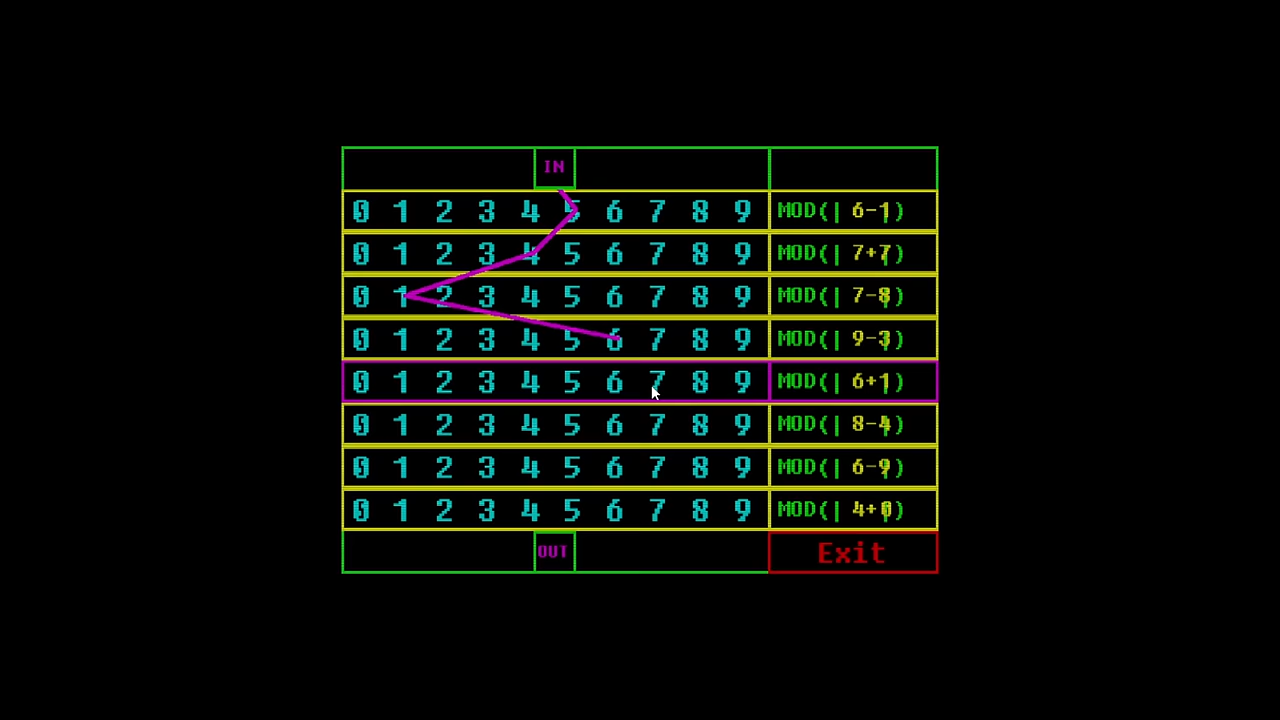 IN
0 1 2 3 4 5 6 7 8 9 MOD(| 6-1|)
0 1 2 3 4 5 6 7 8 9 MOD(| 7+7|)
0 1 2 3 4 5 6 7 8 9 MOD(| 7-8|)
0 1 2 3 4 5 6 7 8 9 MOD(| 9-3|)
0 1 2 3 4 5 6 7 8 9 MOD(| 6+1|)
0 1 2 3 4 5 6 7 8 9 MOD(| 8-4|)
0 1 2 3 4 5 6 7 8 9 MOD(| 6-9|)
0 1 2 3 4 5 6 7 8 9 MOD(| 4+0|)
OUT Exit